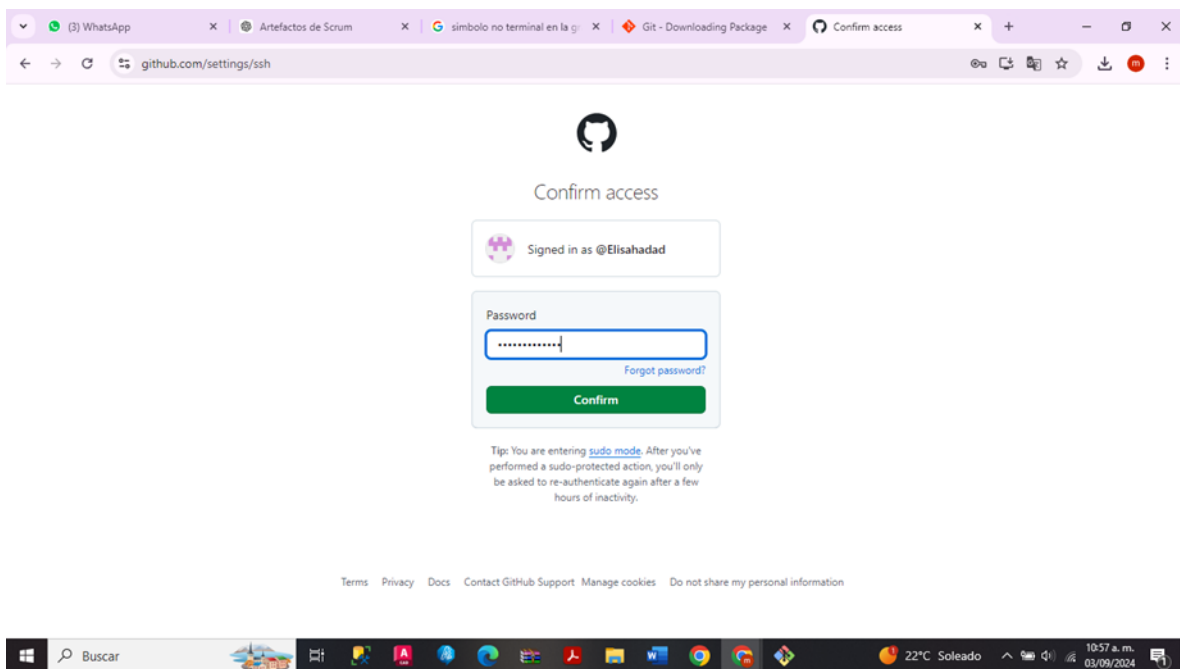 (3) WhatsApp
Artefactos de Scrum
simbolo no terminal en la gr
Git - Downloading Package
Confirm access
github.com/settings/ssh
m
Confirm access
Signed in as @Elisahadad
Password
•••••••••••••
Forgot password?
Confirm
Tip: You are entering sudo mode. After you've
performed a sudo-protected action, you'll only
be asked to re-authenticate again after a few
hours of inactivity.
Terms Privacy Docs Contact GitHub Support Manage cookies Do not share my personal information
Buscar
22°C Soleado
10:57 a. m.
03/09/2024